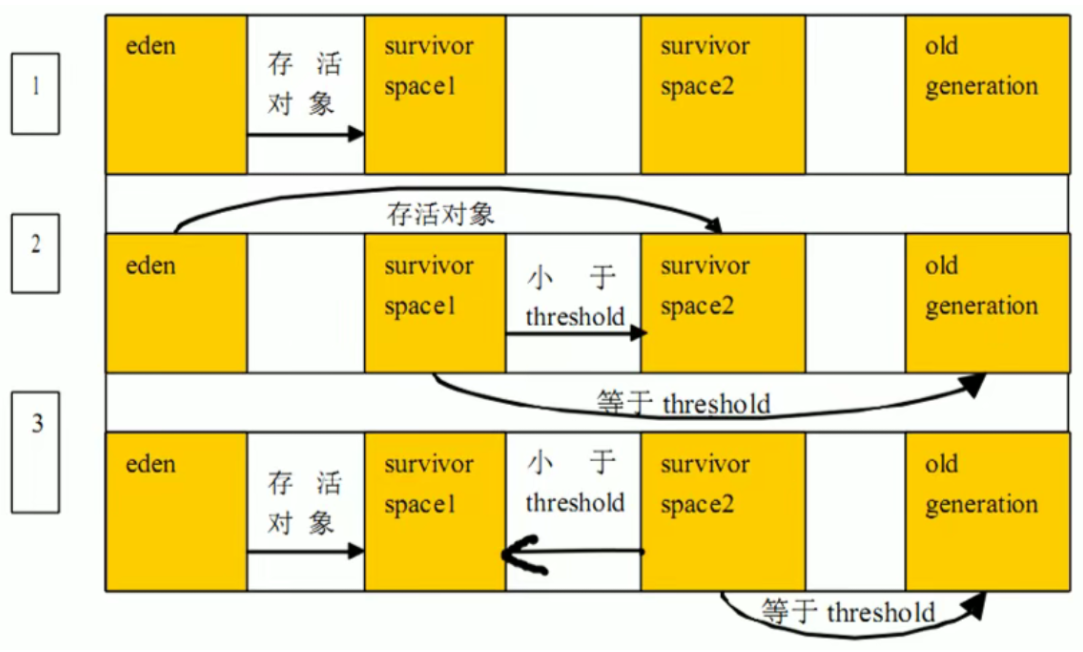 1
eden
存 活
对 象
survivor
space1
survivor
space2
old
generation
2
存活对象
eden
survivor
space1
小 于
threshold
survivor
space2
old
generation
等于 threshold
3
eden
存 活
对 象
survivor
space1
小 于
threshold
survivor
space2
old
generation
等于 threshold